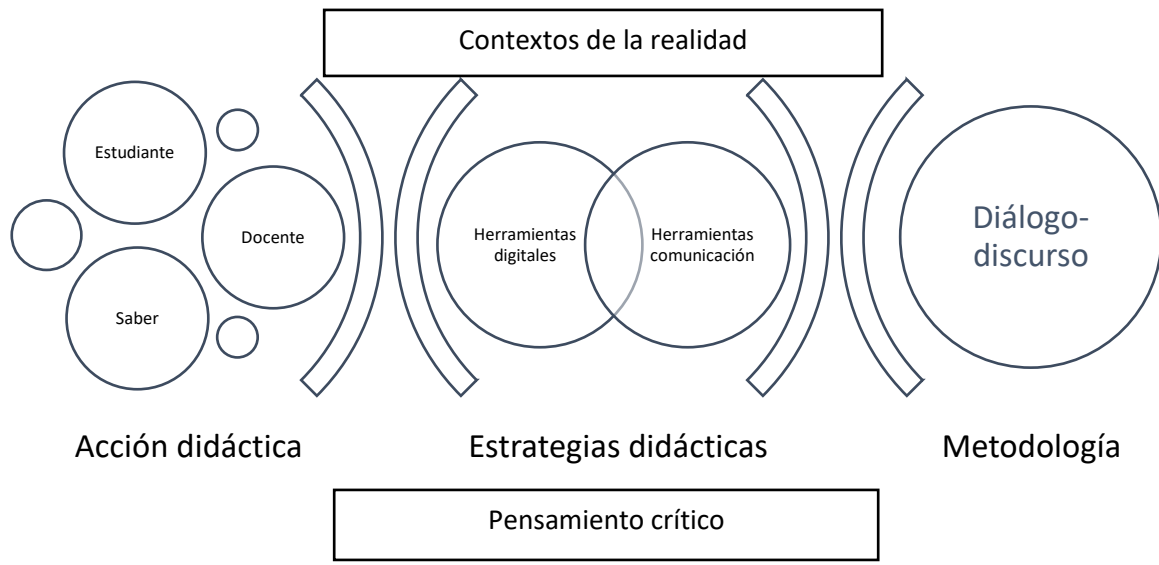 Contextos de la realidad
Estudiante
Docente
Saber
Herramientas
digitales
Herramientas
comunicación
Diálogo-
discurso
Acción didáctica
Estrategias didácticas
Metodología
Pensamiento crítico